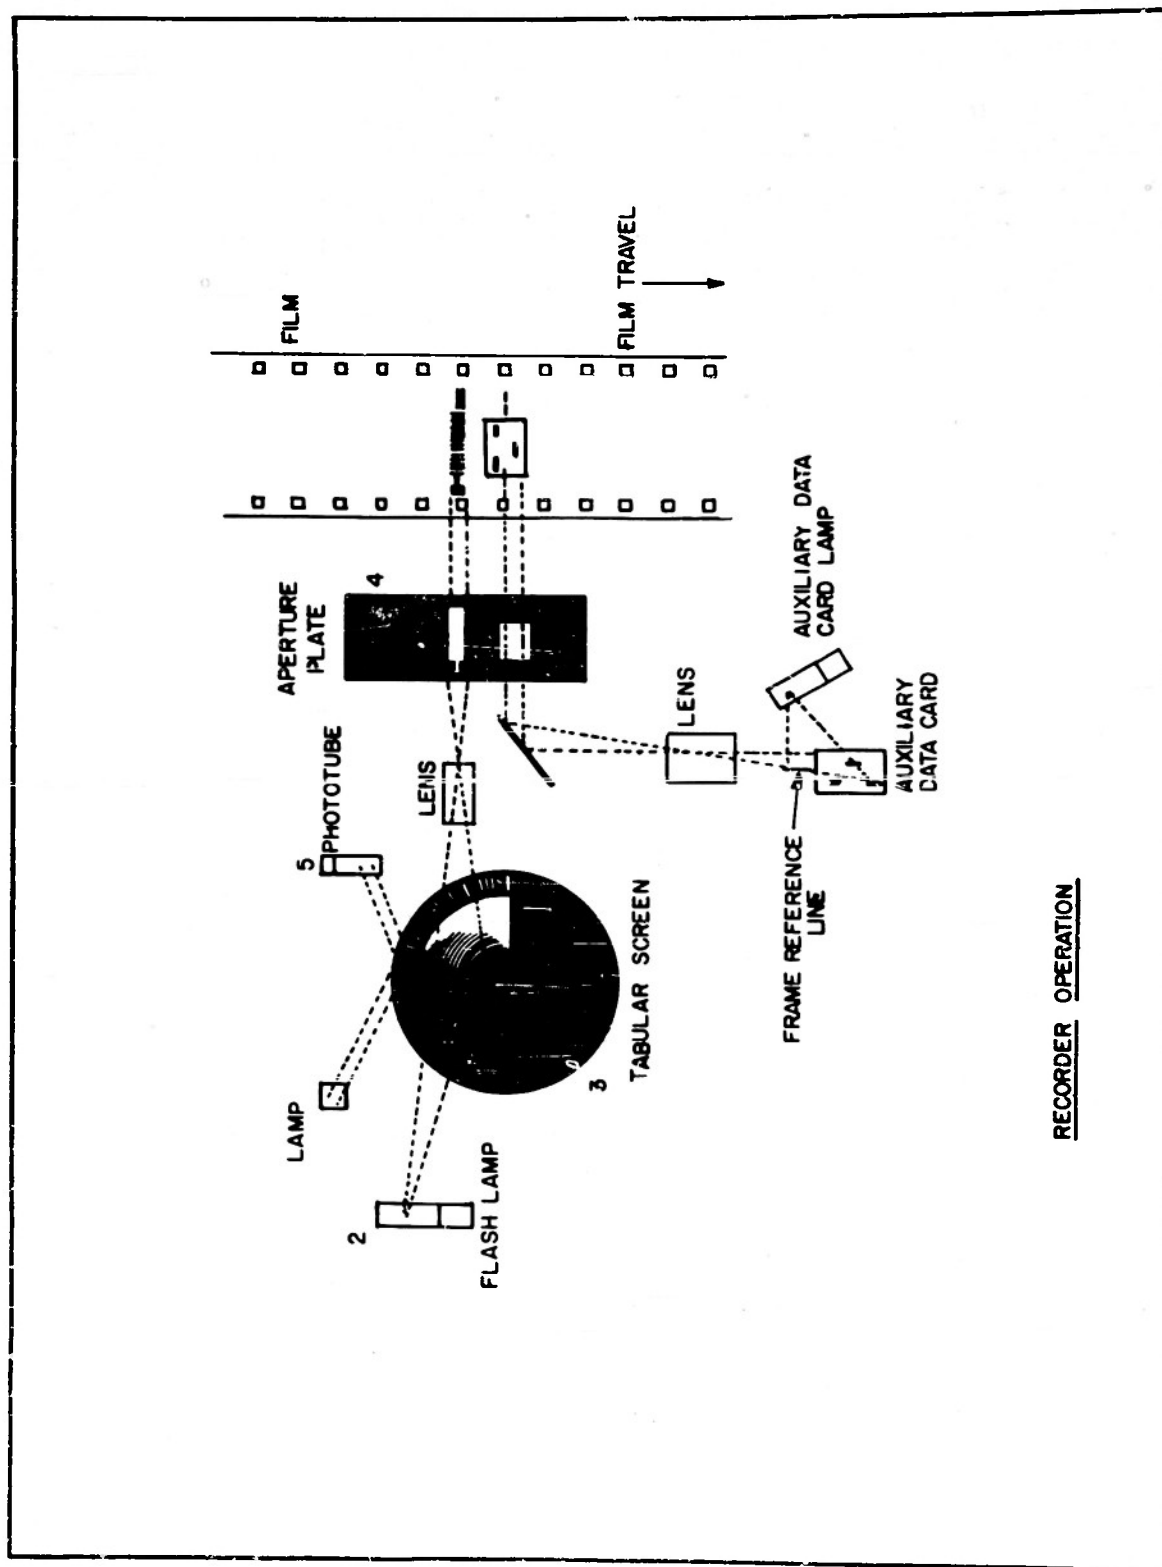 FILM
FILM TRAVEL
4
APERTURE
PLATE
5
PHOTOTUBE
LENS
LENS
AUXILIARY DATA
CARD LAMP
AUXILIARY
DATA CARD
FRAME REFERENCE
LINE
LAMP
3
TABULAR SCREEN
2
FLASH LAMP
RECORDER OPERATION